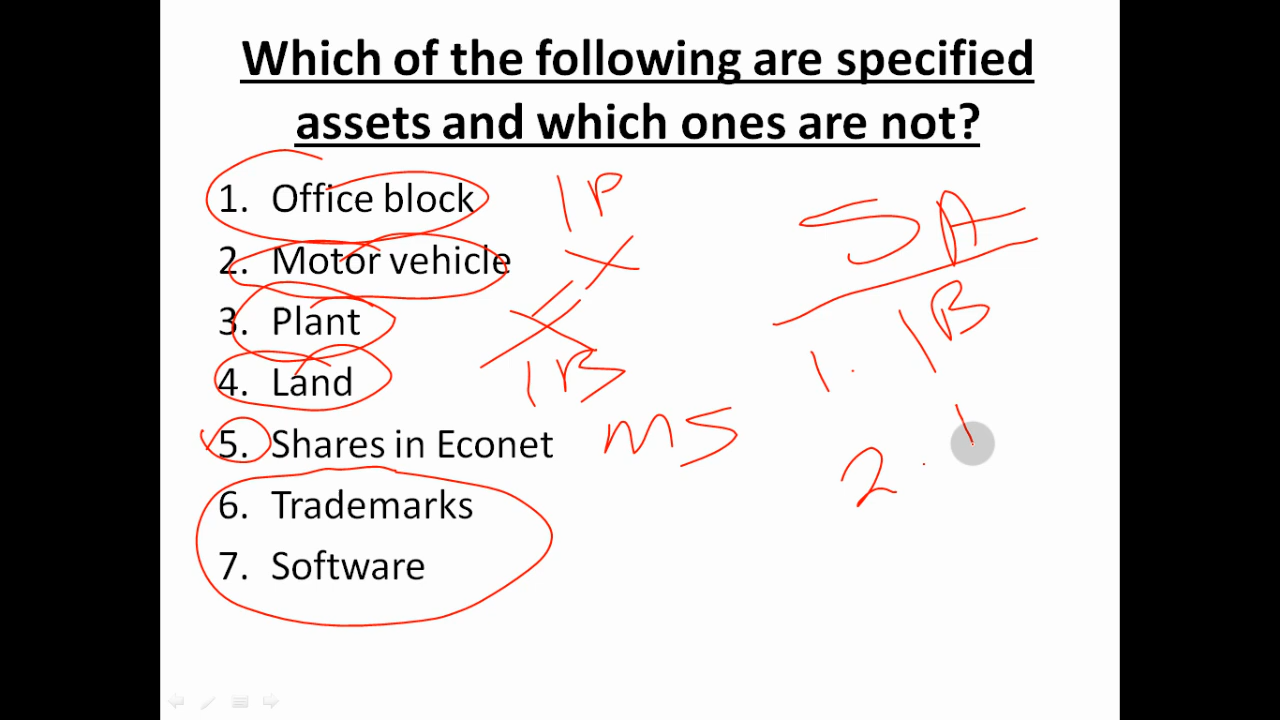 Which of the following are specified
assets and which ones are not?
1. Office block
IP
2. Motor vehicle
3. Plant
4. Land
IB
5. Shares in Econet
MS
6. Trademarks
7. Software
SA
1. IB
2.